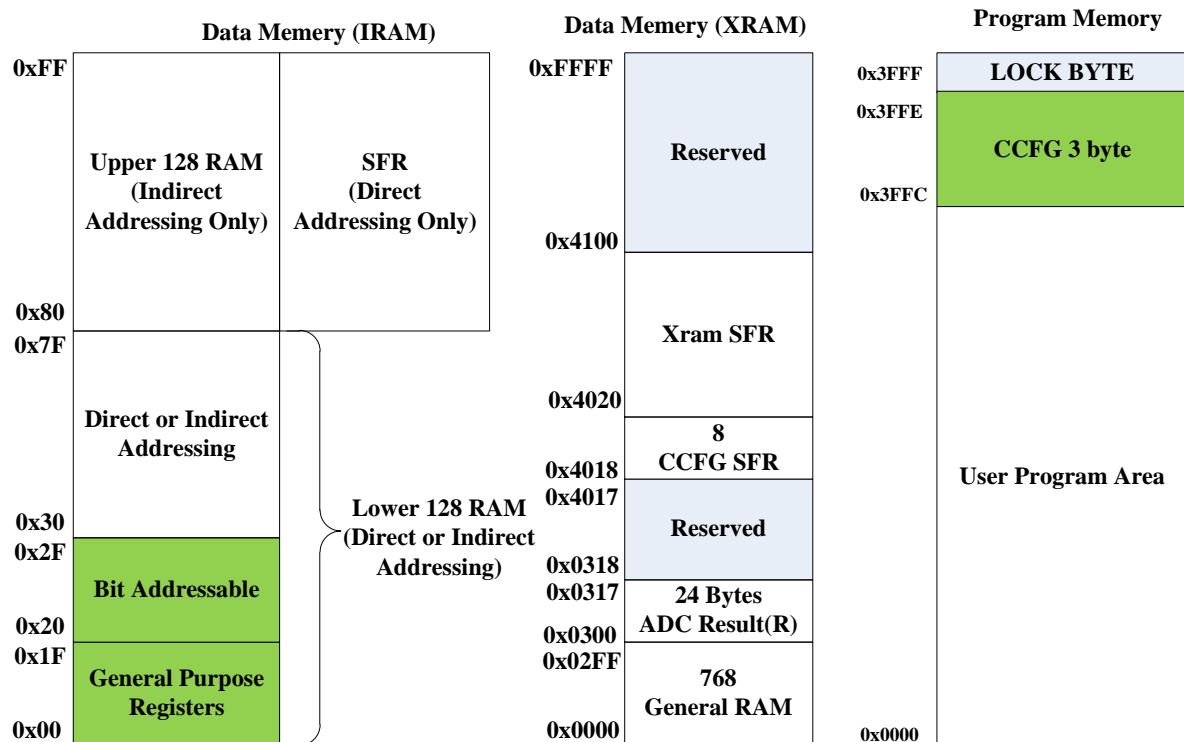 Data Memery (IRAM)
0xFF
Upper 128 RAM
(Indirect
Addressing Only)
SFR
(Direct
Addressing Only)
0x80
0x7F
Direct or Indirect
Addressing
0x30
0x2F
Bit Addressable
0x20
0x1F
General Purpose
Registers
0x00
Lower 128 RAM
(Direct or Indirect
Addressing)
Data Memery (XRAM)
0xFFFF
Reserved
0x4100
Xram SFR
0x4020
8
CCFG SFR
0x4018
0x4017
Reserved
0x0318
0x0317
24 Bytes
ADC Result(R)
0x0300
0x02FF
768
General RAM
0x0000
Program Memory
0x3FFF
LOCK BYTE
0x3FFE
CCFG 3 byte
0x3FFC
User Program Area
0x0000